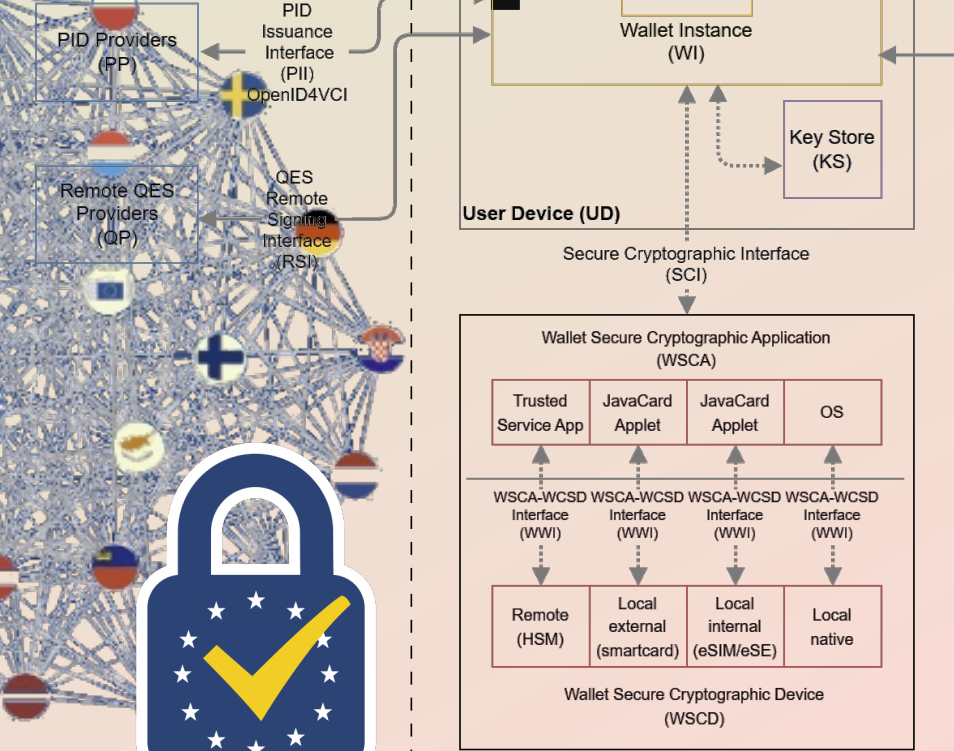 PID Providers
(PP)
PID
Issuance
Interface
(PII)
OpenID4VCI
Remote QES
Providers
(QP)
QES
Remote
Signing
Interface
(RSI)
Wallet Instance
(WI)
Key Store
(KS)
User Device (UD)
Secure Cryptographic Interface
(SCI)
Wallet Secure Cryptographic Application
(WSCA)
Trusted
Service App
JavaCard
Applet
JavaCard
Applet
OS
WSCA-WCSD
Interface
(WWI)
WSCA-WCSD
Interface
(WWI)
WSCA-WCSD
Interface
(WWI)
WSCA-WCSD
Interface
(WWI)
Remote
(HSM)
Local
external
(smartcard)
Local
internal
(eSIM/eSE)
Local
native
Wallet Secure Cryptographic Device
(WSCD)